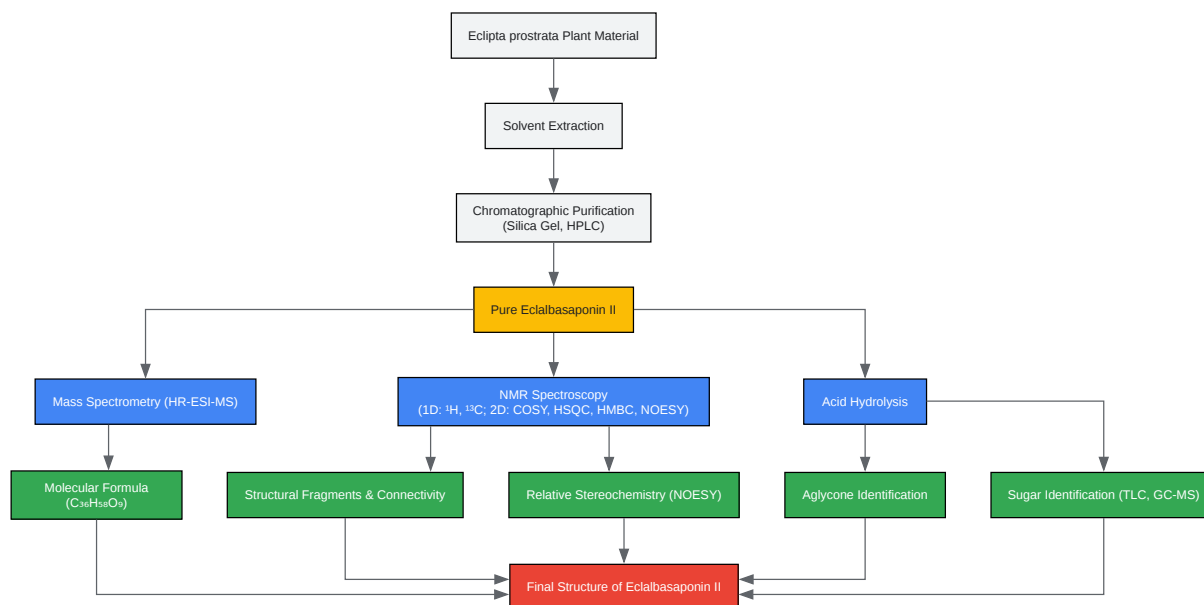 Eclipta prostrata Plant Material
Solvent Extraction
Chromatographic Purification
(Silica Gel, HPLC)
Pure Eclalbasaponin II
Mass Spectrometry (HR-ESI-MS)
NMR Spectroscopy
(1D: ¹H, ¹³C; 2D: COSY, HSQC, HMBC, NOESY)
Acid Hydrolysis
Molecular Formula
(C₃₆H₅₈O₉)
Structural Fragments & Connectivity
Relative Stereochemistry (NOESY)
Aglycone Identification
Sugar Identification (TLC, GC-MS)
Final Structure of Eclalbasaponin II